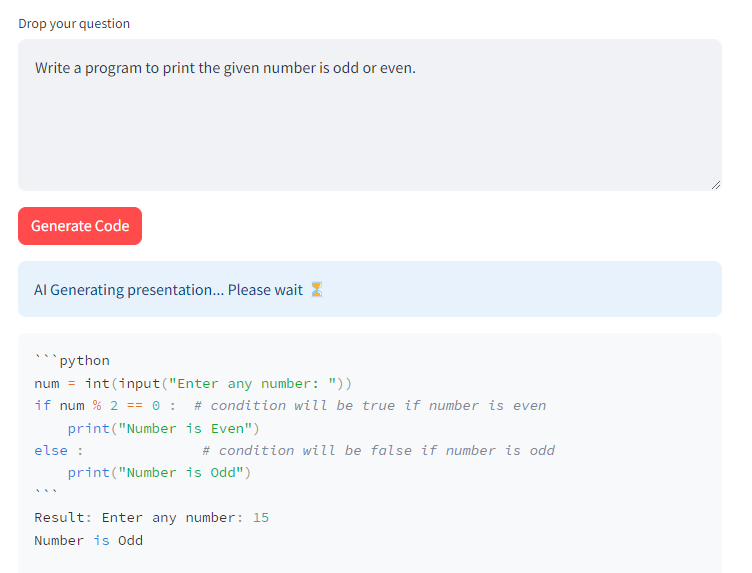 Drop your question
Write a program to print the given number is odd or even.
Generate Code
AI Generating presentation... Please wait ⏳
```python
num = int(input("Enter any number: "))
if num % 2 == 0 :  # condition will be true if number is even
    print("Number is Even")
else :              # condition will be false if number is odd
    print("Number is Odd")
```
Result: Enter any number: 15
Number is Odd